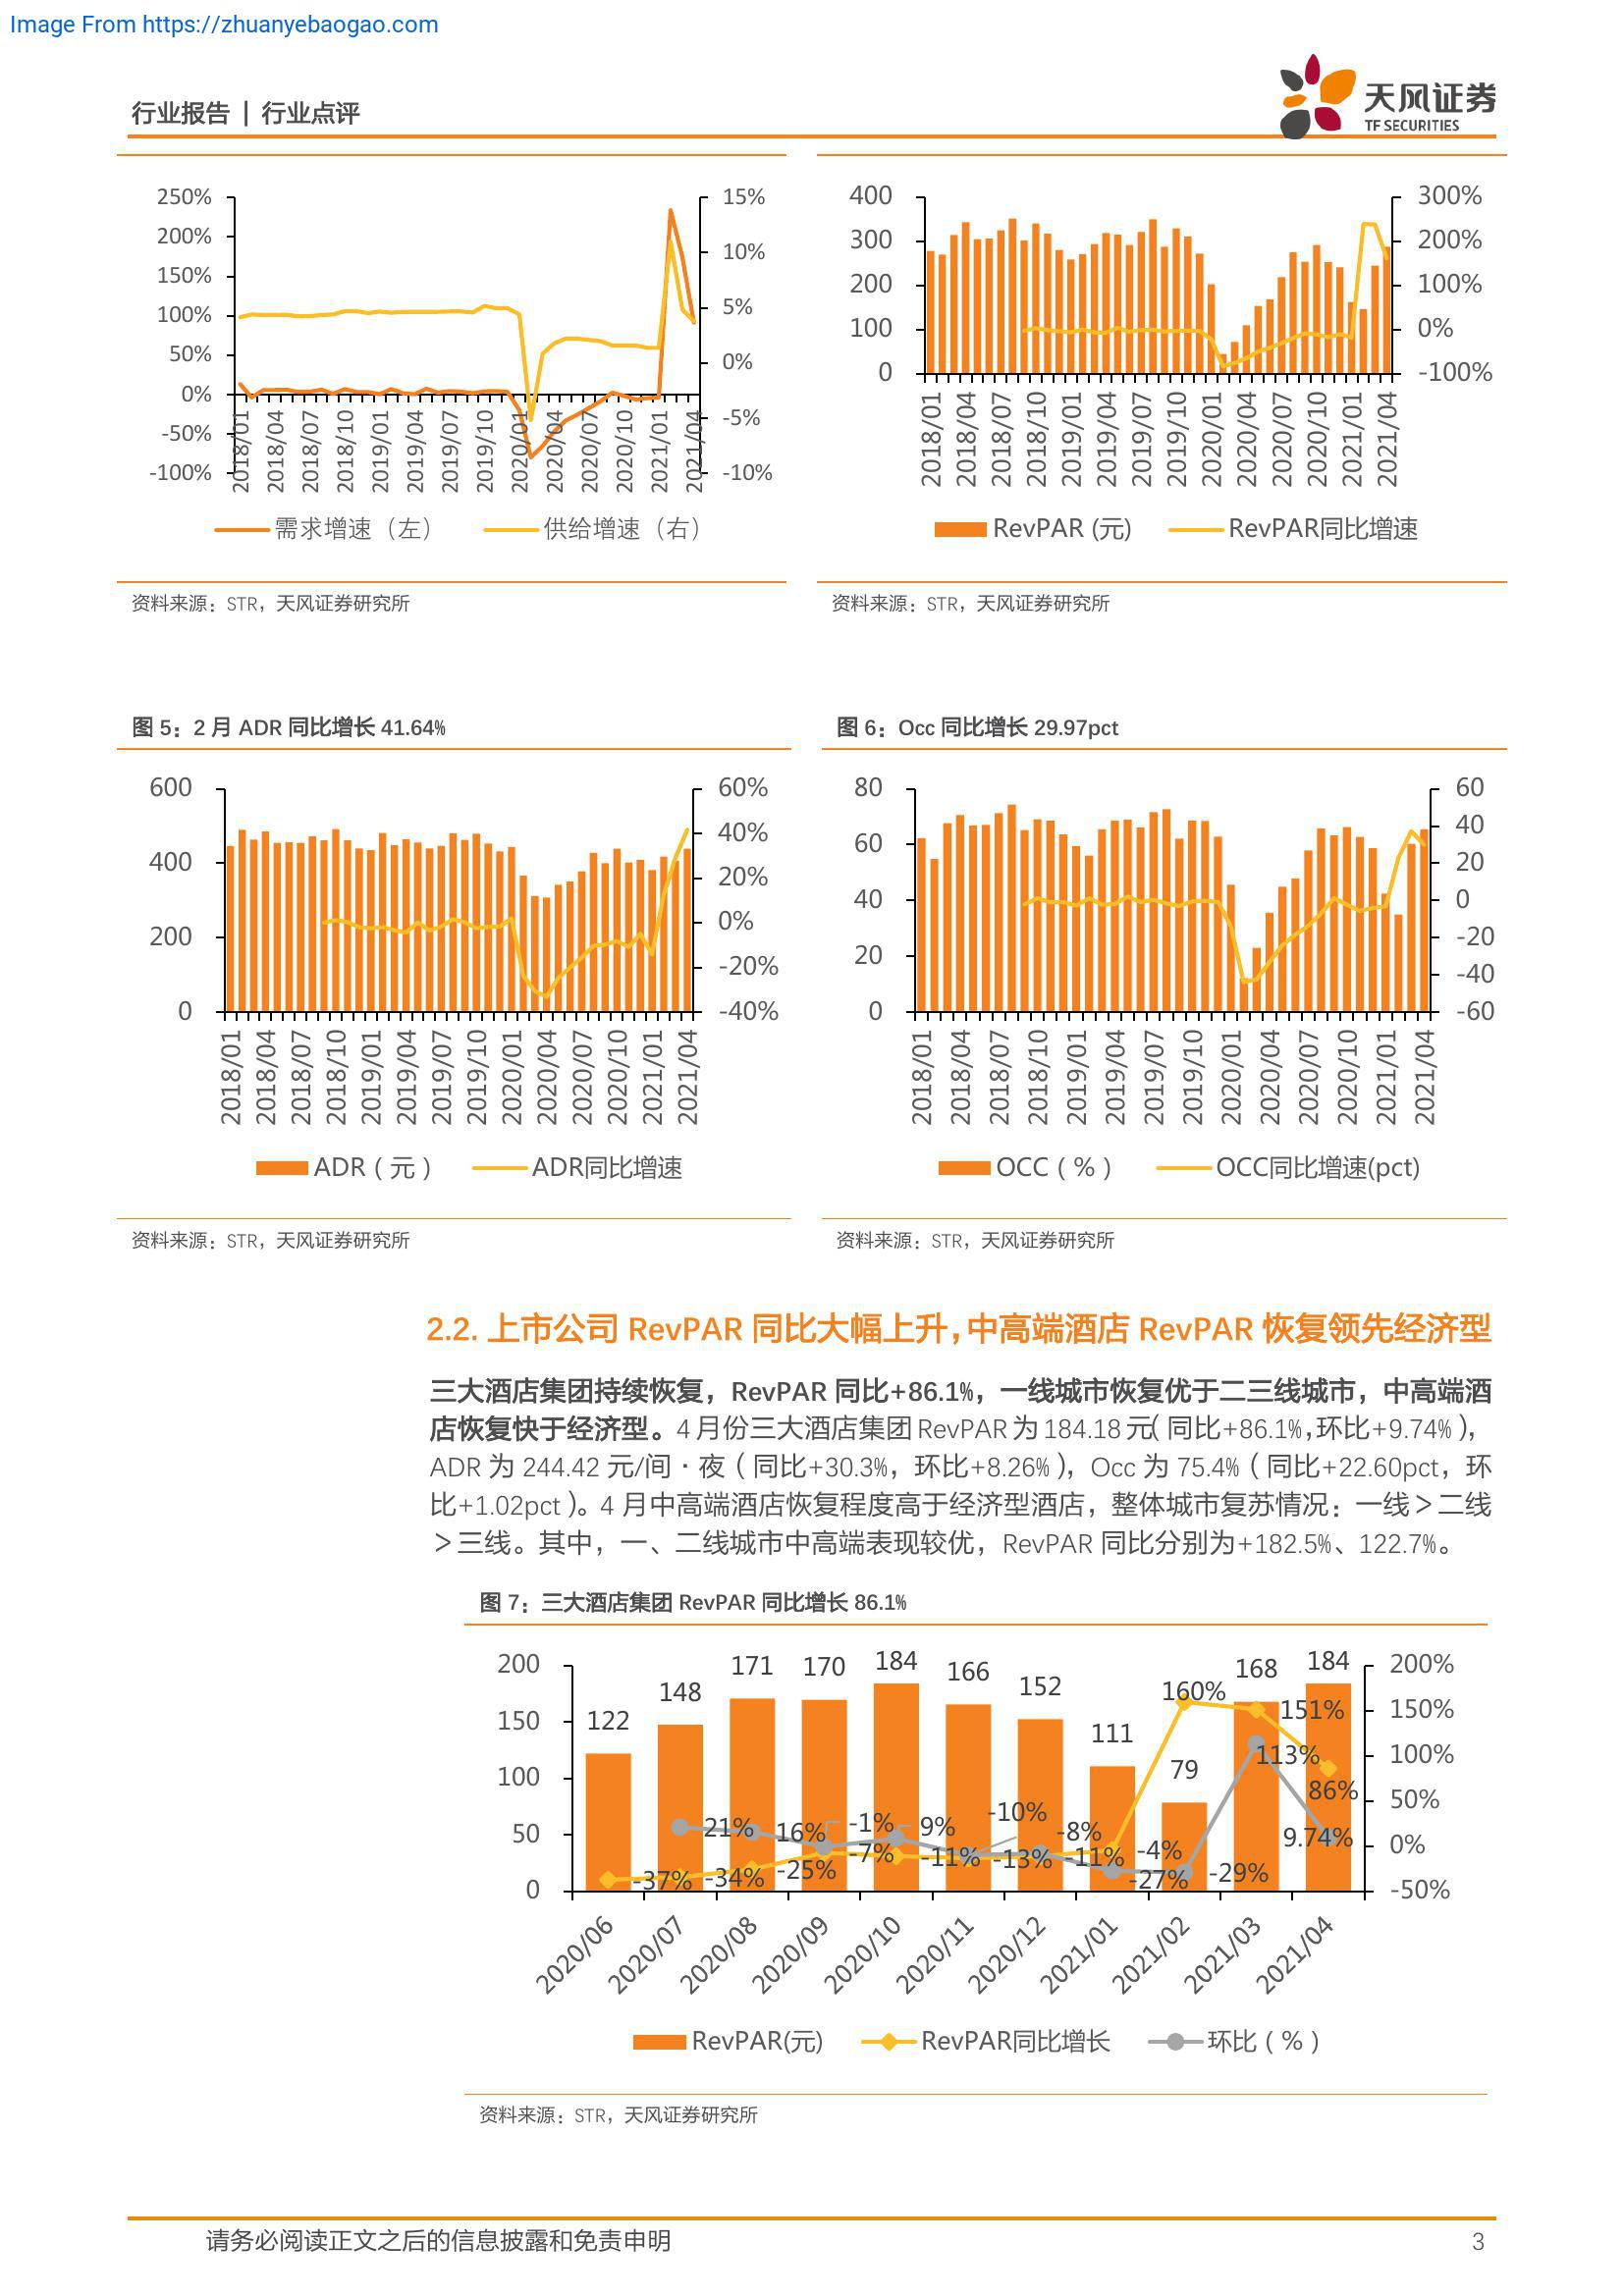 Image From https://zhuanyebaogao.com
行业报告 | 行业点评
天风证券
TF SECURITIES
250%
200%
150%
100%
50%
0%
-50%
-100%
15%
10%
5%
0%
-5%
-10%
2018/01 2018/04 2018/07 2018/10 2019/01 2019/04 2019/07 2019/10 2020/01 2020/04 2020/07 2020/10 2021/01 2021/04
需求增速（左） 供给增速（右）
资料来源：STR，天风证券研究所
400
300
200
100
0
300%
200%
100%
0%
-100%
2018/01 2018/04 2018/07 2018/10 2019/01 2019/04 2019/07 2019/10 2020/01 2020/04 2020/07 2020/10 2021/01 2021/04
RevPAR (元) RevPAR同比增速
资料来源：STR，天风证券研究所
图 5：2 月 ADR 同比增长 41.64%
600
400
200
0
60%
40%
20%
0%
-20%
-40%
2018/01 2018/04 2018/07 2018/10 2019/01 2019/04 2019/07 2019/10 2020/01 2020/04 2020/07 2020/10 2021/01 2021/04
ADR（元） ADR同比增速
资料来源：STR，天风证券研究所
图 6：Occ 同比增长 29.97pct
80
60
40
20
0
60
40
20
0
-20
-40
-60
2018/01 2018/04 2018/07 2018/10 2019/01 2019/04 2019/07 2019/10 2020/01 2020/04 2020/07 2020/10 2021/01 2021/04
OCC（%） OCC同比增速(pct)
资料来源：STR，天风证券研究所
2.2. 上市公司 RevPAR 同比大幅上升，中高端酒店 RevPAR 恢复领先经济型
三大酒店集团持续恢复，RevPAR 同比+86.1%，一线城市恢复优于二三线城市，中高端酒
店恢复快于经济型。4 月份三大酒店集团 RevPAR 为 184.18 元（同比+86.1%，环比+9.74%），
ADR 为 244.42 元/间·夜（同比+30.3%，环比+8.26%），Occ 为 75.4%（同比+22.60pct，环
比+1.02pct）。4 月中高端酒店恢复程度高于经济型酒店，整体城市复苏情况：一线＞二线
＞三线。其中，一、二线城市中高端表现较优，RevPAR 同比分别为+182.5%、122.7%。
图 7：三大酒店集团 RevPAR 同比增长 86.1%
200
150
100
50
0
200%
150%
100%
50%
0%
-50%
122 148 171 170 184 166 152 111 79 168 184
21% 16% -1% 9% -10% -8% -27% -29% 113% 9.74%
-37% -34% -25% -7% -11% -13% -11% -4% 160% 151% 86%
2020/06 2020/07 2020/08 2020/09 2020/10 2020/11 2020/12 2021/01 2021/02 2021/03 2021/04
RevPAR(元) RevPAR同比增长 环比（%）
资料来源：STR，天风证券研究所
请务必阅读正文之后的信息披露和免责申明
3